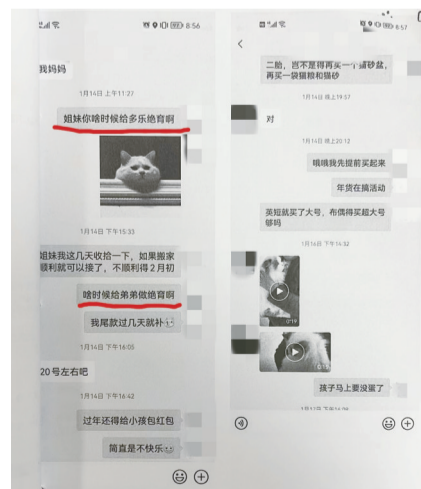 8:56
我妈妈
1月14日 上午11:27
姐妹你啥时候给多乐绝育啊
1月14日 下午15:33
姐妹我这几天收拾一下，如果搬家
顺利就可以接了，不顺利得2月初
啥时候给弟弟做绝育啊
我尾款过几天就补
1月14日 下午16:05
20号左右吧
1月14日 下午16:42
过年还得给小孩包红包
简直是不快乐
8:57
二胎，岂不是得再买一个猫砂盆，
再买一袋猫粮和猫砂
1月14日 晚上19:57
对
1月14日 晚上20:12
哦哦我先提前买起来
年货在搞活动
英短就买了大号，布偶得买超大号
够吗
1月16日 下午14:52
0:19
孩子马上要没蛋了